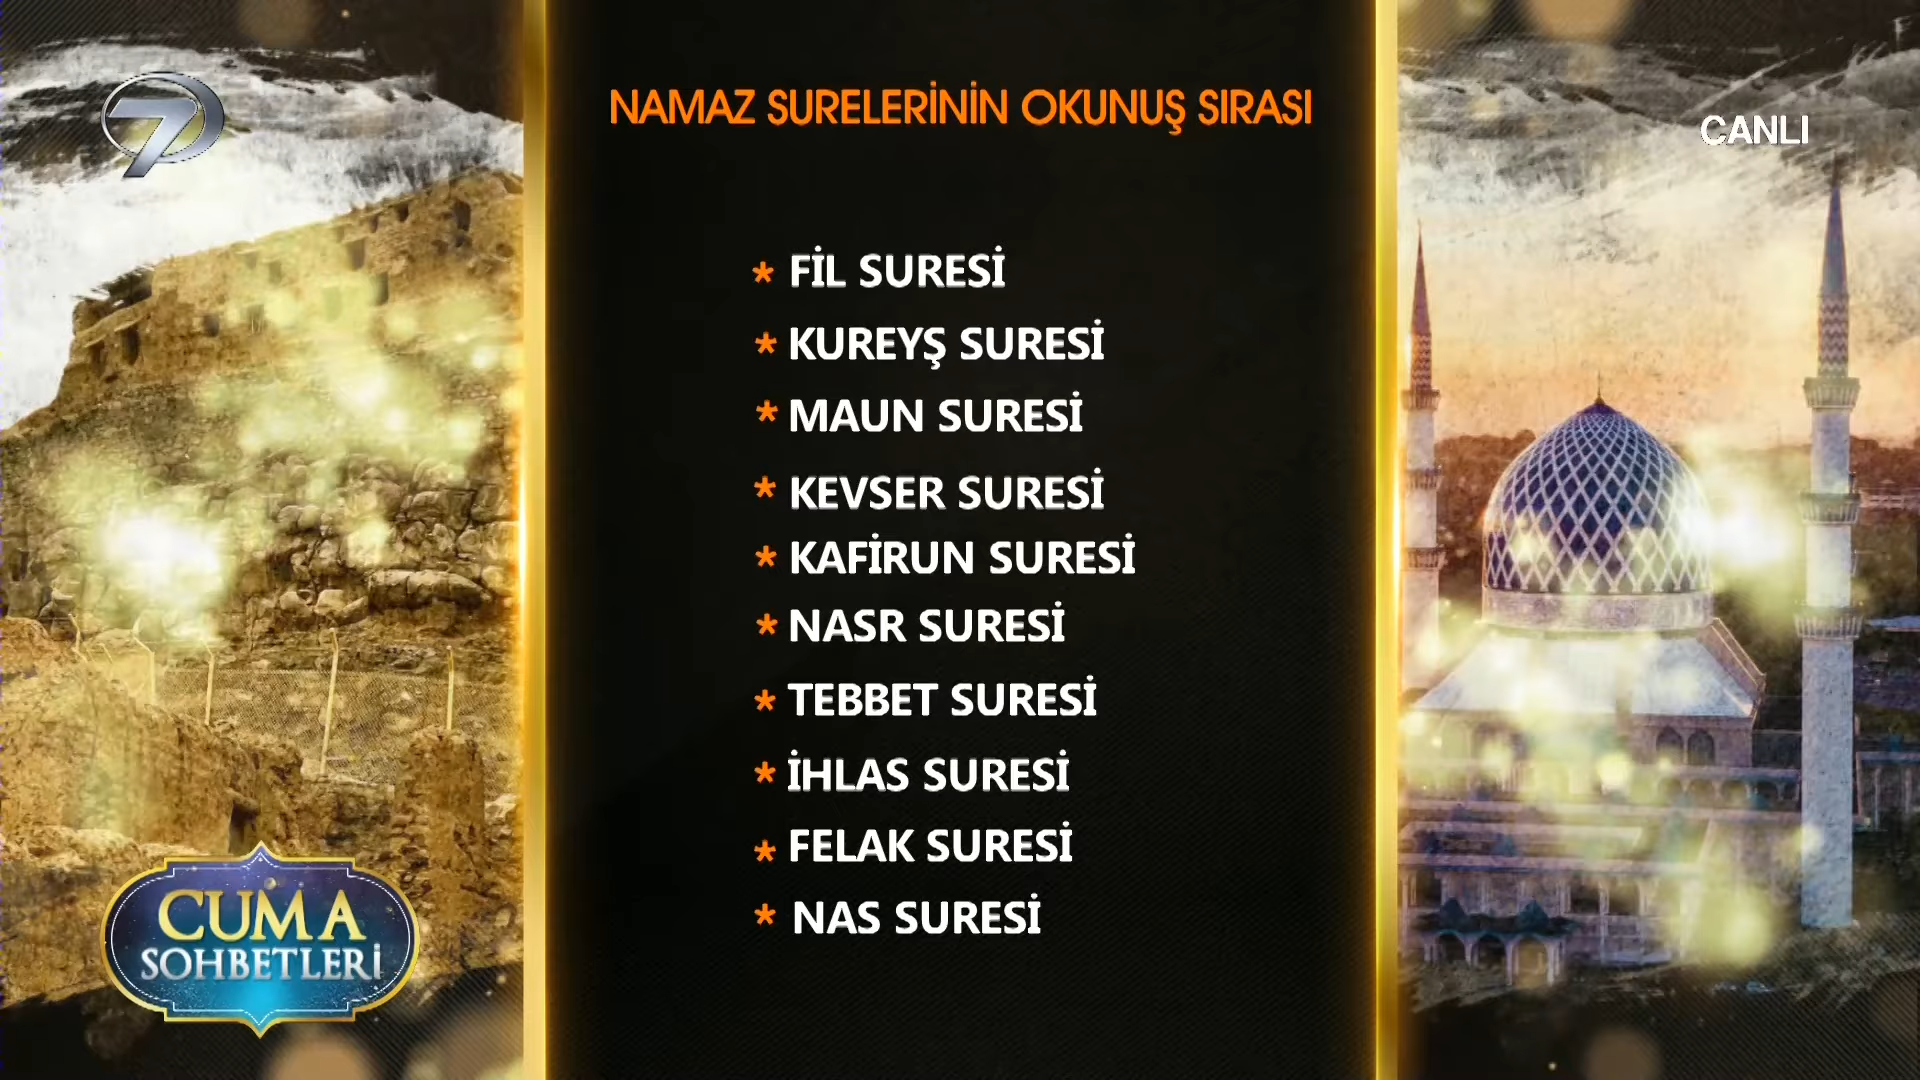 7
NAMAZ SURELERİNİN OKUNUŞ SIRASI
CANLI
* FİL SURESİ
* KUREYŞ SURESİ
* MAUN SURESİ
* KEVSER SURESİ
* KAFİRUN SURESİ
* NASR SURESİ
* TEBBET SURESİ
* İHLAS SURESİ
* FELAK SURESİ
* NAS SURESİ
CUMA
SOHBETLERİ